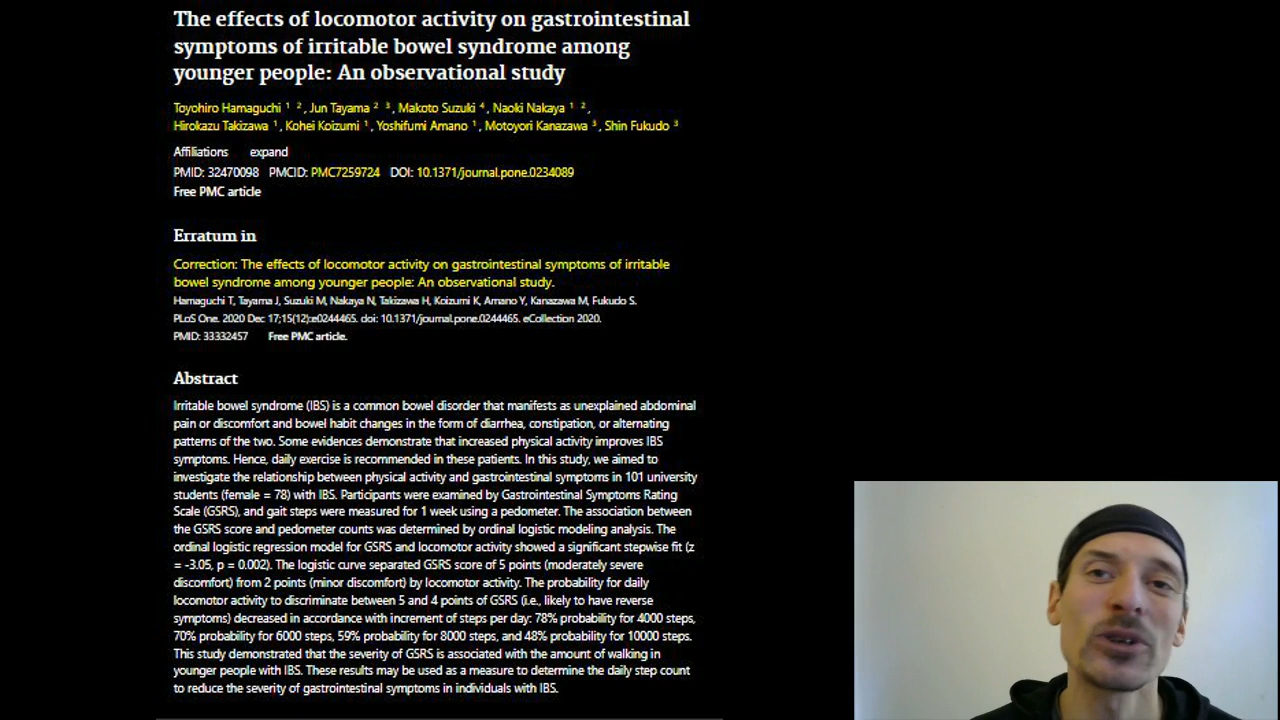 The effects of locomotor activity on gastrointestinal
symptoms of irritable bowel syndrome among
younger people: An observational study
Toyohiro Hamaguchi 1 2, Jun Tayama 2 3, Makoto Suzuki 4, Naoki Nakaya 1 2,
Hirokazu Takizawa 1, Kohei Koizumi 1, Yoshifumi Amano 1, Motoyori Kanazawa 3, Shin Fukudo 3
Affiliations expand
PMID: 32470098 PMCID: PMC7259724 DOI: 10.1371/journal.pone.0234089
Free PMC article
Erratum in
Correction: The effects of locomotor activity on gastrointestinal symptoms of irritable
bowel syndrome among younger people: An observational study.
Hamaguchi T, Tayama J, Suzuki M, Nakaya N, Takizawa H, Koizumi K, Amano Y, Kanazawa M, Fukudo S.
PLoS One. 2020 Dec 17;15(12):e0244465. doi: 10.1371/journal.pone.0244465. eCollection 2020.
PMID: 33332457 Free PMC article.
Abstract
Irritable bowel syndrome (IBS) is a common bowel disorder that manifests as unexplained abdominal
pain or discomfort and bowel habit changes in the form of diarrhea, constipation, or alternating
patterns of the two. Some evidences demonstrate that increased physical activity improves IBS
symptoms. Hence, daily exercise is recommended in these patients. In this study, we aimed to
investigate the relationship between physical activity and gastrointestinal symptoms in 101 university
students (female = 78) with IBS. Participants were examined by Gastrointestinal Symptoms Rating
Scale (GSRS), and gait steps were measured for 1 week using a pedometer. The association between
the GSRS score and pedometer counts was determined by ordinal logistic modeling analysis. The
ordinal logistic regression model for GSRS and locomotor activity showed a significant stepwise fit (z
= -3.05, p = 0.002). The logistic curve separated GSRS score of 5 points (moderately severe
discomfort) from 2 points (minor discomfort) by locomotor activity. The probability for daily
locomotor activity to discriminate between 5 and 4 points of GSRS (i.e., likely to have reverse
symptoms) decreased in accordance with increment of steps per day: 78% probability for 4000 steps,
70% probability for 6000 steps, 59% probability for 8000 steps, and 48% probability for 10000 steps.
This study demonstrated that the severity of GSRS is associated with the amount of walking in
younger people with IBS. These results may be used as a measure to determine the daily step count
to reduce the severity of gastrointestinal symptoms in individuals with IBS.